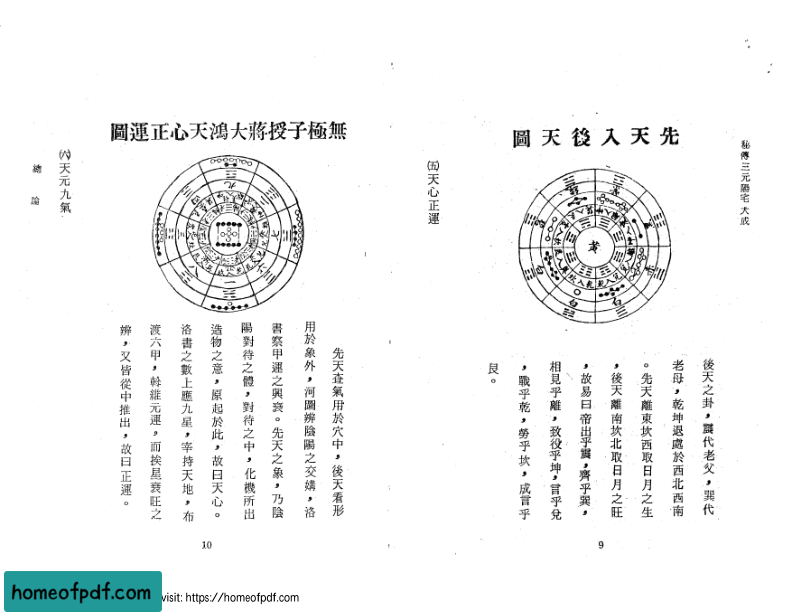 秘傳三元陽宅大成
先天入後天圖
後天之卦，震代老父，巽代
老母，乾坤退處於西北西南
。先天離東坎西取日月之生
，後天離南坎北取日月之旺
，故易曰帝出乎震，齊乎巽，
相見乎離，致役乎坤，言乎兌
，戰乎乾，勞乎坎，成言乎
艮。
㈤天心正運
9
無極子授蔣大鴻天心正運圖
先天查氣用於穴中，後天看形
用於象外，河圖辨陰陽之交媾，洛
書察甲運之興衰。先天之象，乃陰
陽對待之體，對待之中，化機所出
造物之意，原起於此，故曰天心。
洛書之數上應九星，宰持天地，布
渡六甲，斡維元運，而挨星衰旺之
辨，又皆從中推出，故曰正運。
㈥天元九氣
總論
10
homeofpdf.com
visit: https://homeofpdf.com